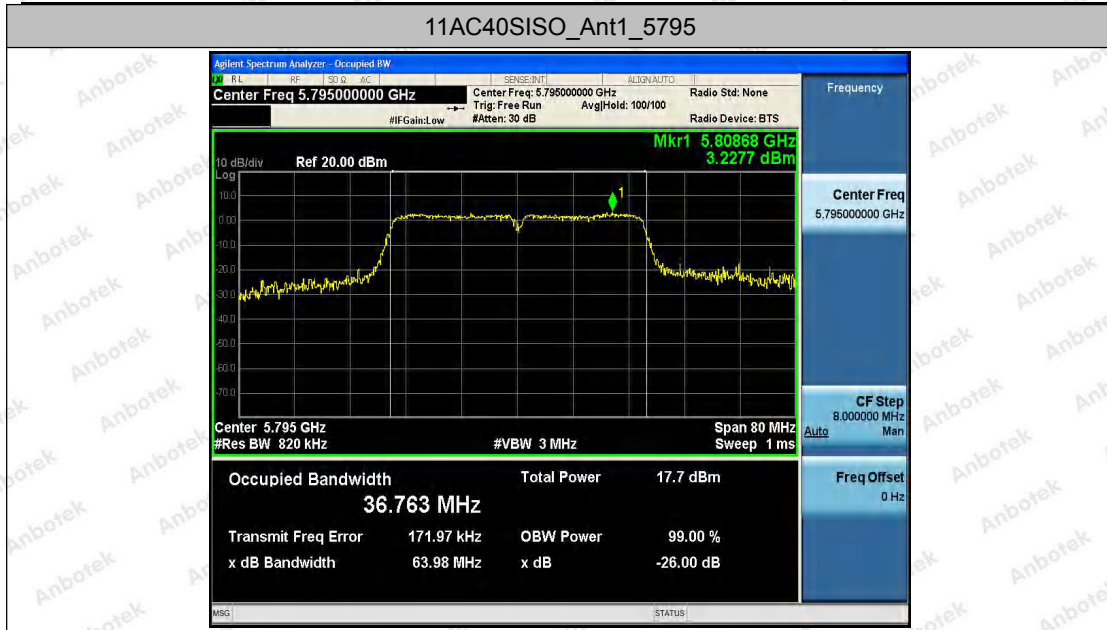 11AC40SISO_Ant1_5795
Agilent Spectrum Analyzer - Occupied BW
LXI RL RF 50 Ω AC SENSE:INT ALIGNAUTO
Center Freq 5.795000000 GHz
Center Freq: 5.795000000 GHz Radio Std: None
Trig: Free Run Avg|Hold: 100/100
#IFGain:Low #Atten: 30 dB Radio Device: BTS
Mkr1 5.80868 GHz
3.2277 dBm
10 dB/div Ref 20.00 dBm
Log
10.0
0.00
-10.0
-20.0
-30.0
-40.0
-50.0
-60.0
-70.0
1
Center 5.795 GHz Span 80 MHz
#Res BW 820 kHz #VBW 3 MHz Sweep 1 ms
Occupied Bandwidth Total Power 17.7 dBm
36.763 MHz
Transmit Freq Error 171.97 kHz OBW Power 99.00 %
x dB Bandwidth 63.98 MHz x dB -26.00 dB
MSG STATUS
Frequency
Center Freq
5.795000000 GHz
CF Step
8.000000 MHz
Auto Man
Freq Offset
0 Hz
Anbotek